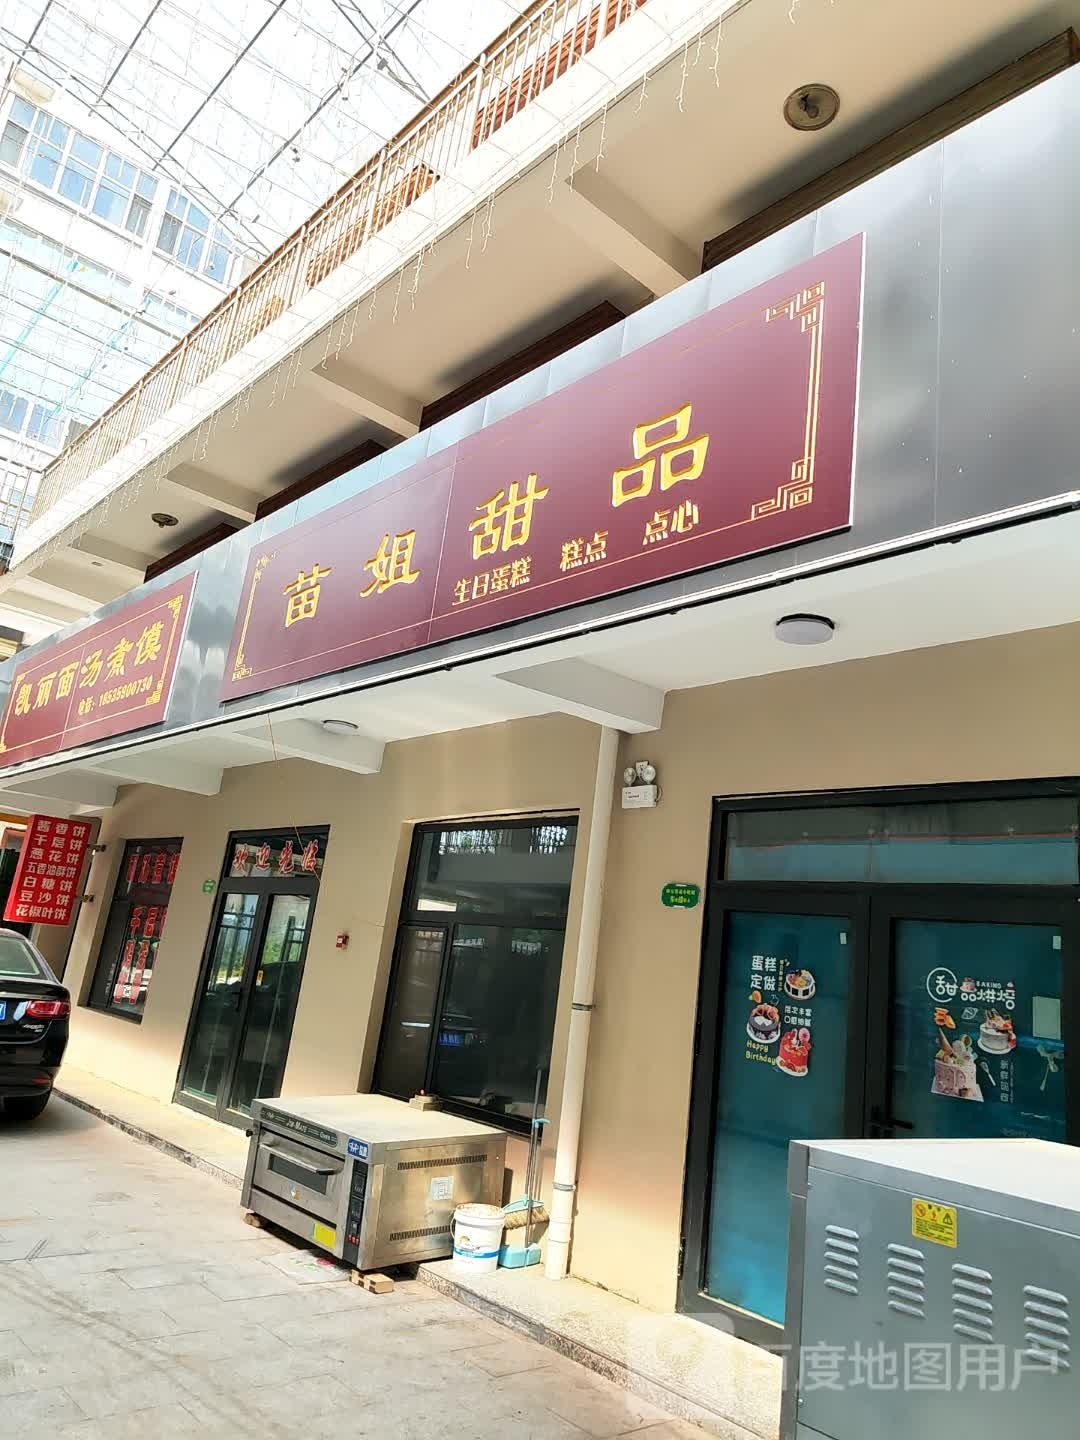 苗姐甜品
生日蛋糕 糕点 点心
凯丽面汤煮馍
酱香饼
千层饼
葱花饼
五香油酥饼
白糖饼
豆沙饼
花椒叶饼
欢迎光临
蛋糕
定做
Happy
Birthday
甜品烘焙
BAKING
百度地图用户